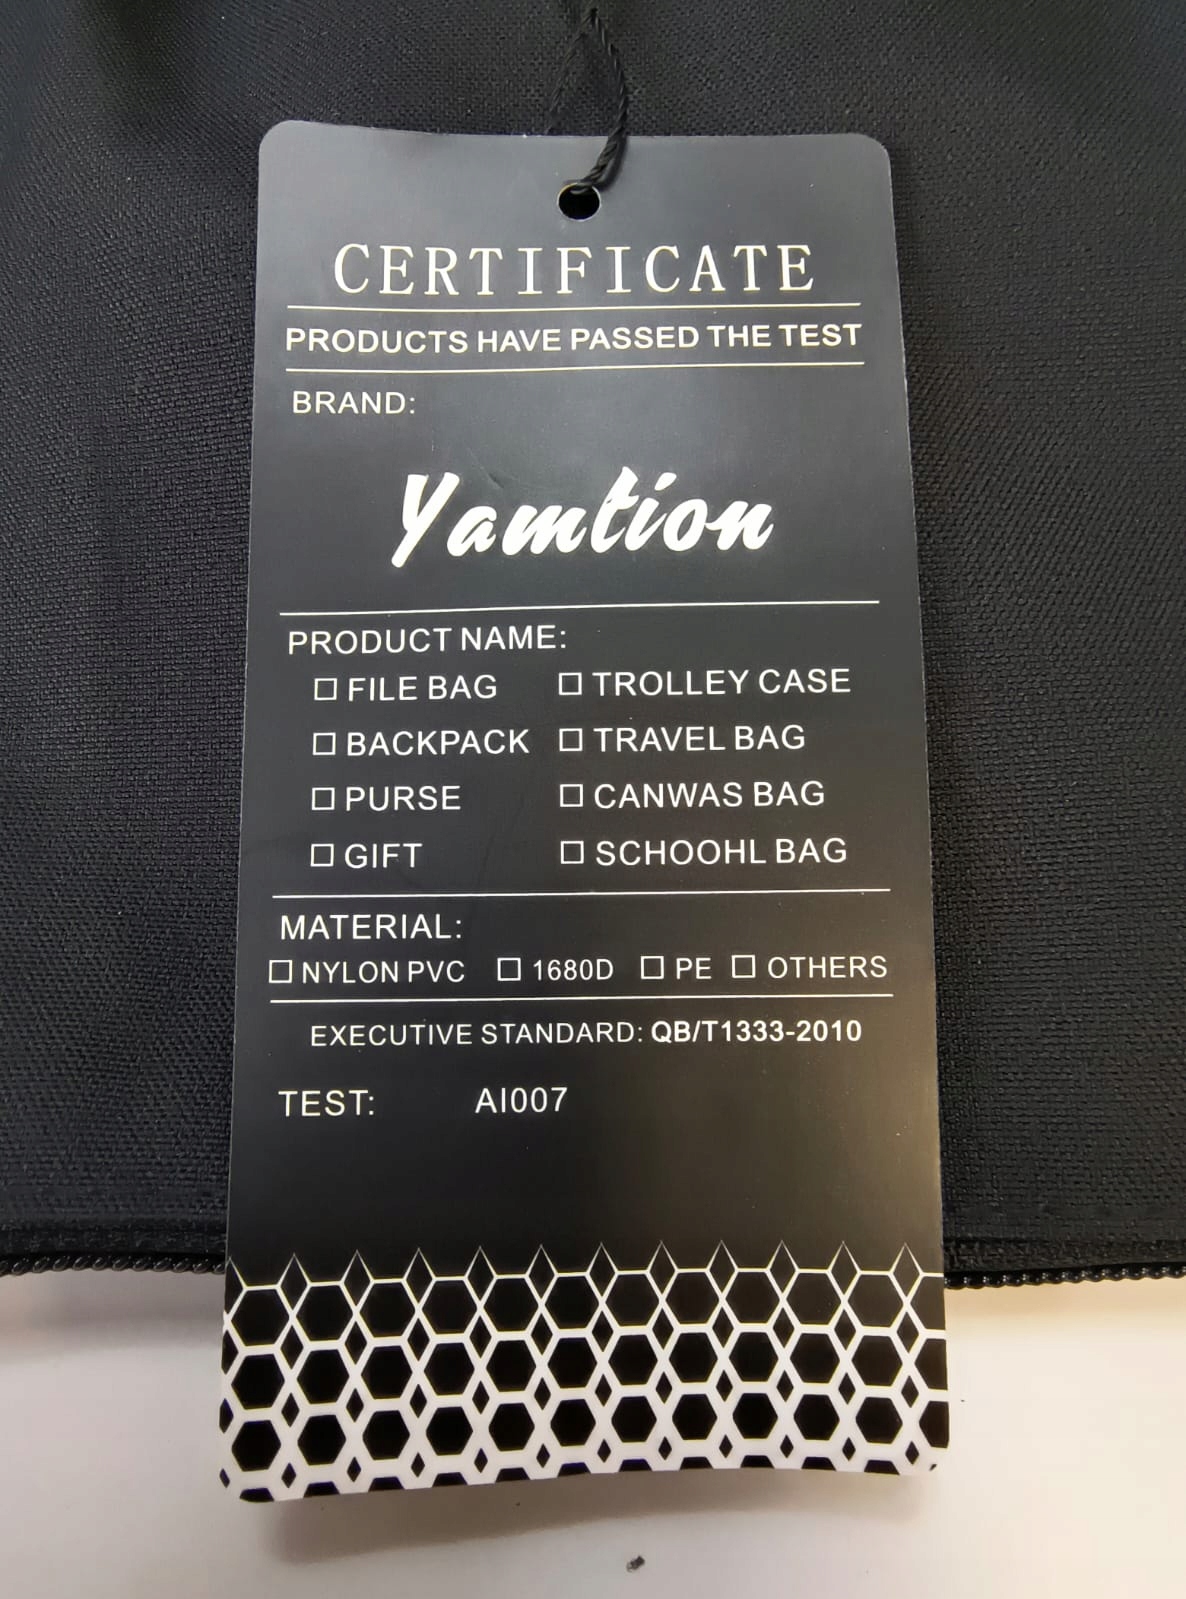 CERTIFICATE
PRODUCTS HAVE PASSED THE TEST
BRAND:
Yamtion
PRODUCT NAME:
☐ FILE BAG ☐ TROLLEY CASE
☐ BACKPACK ☐ TRAVEL BAG
☐ PURSE ☐ CANWAS BAG
☐ GIFT ☐ SCHOOHL BAG
MATERIAL:
☐ NYLON PVC ☐ 1680D ☐ PE ☐ OTHERS
EXECUTIVE STANDARD: QB/T1333-2010
TEST: AI007